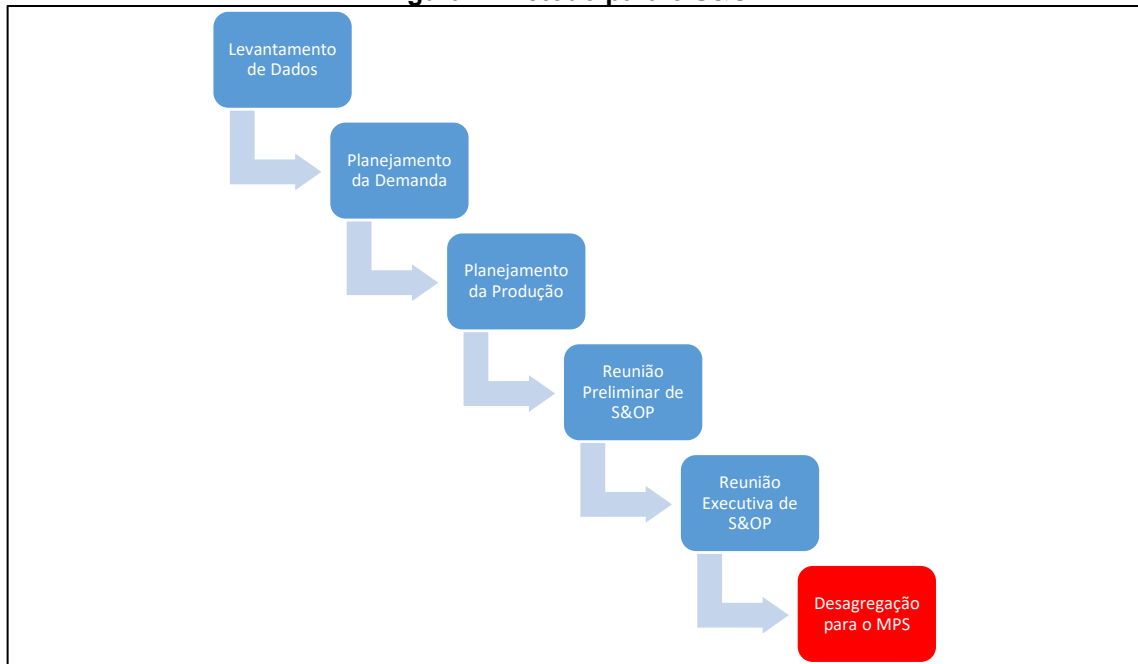 Levantamento
de Dados
Planejamento
da Demanda
Planejamento
da Produção
Reunião
Preliminar de
S&OP
Reunião
Executiva de
S&OP
Desagregação
para o MPS